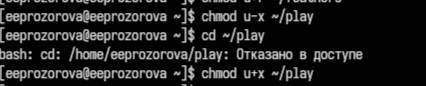 [eeprozorova@eeprozorova ~]$ chmod u-x ~/play
[eeprozorova@eeprozorova ~]$ cd ~/play
bash: cd: /home/eeprozorova/play: Отказано в доступе
[eeprozorova@eeprozorova ~]$ chmod u+x ~/play